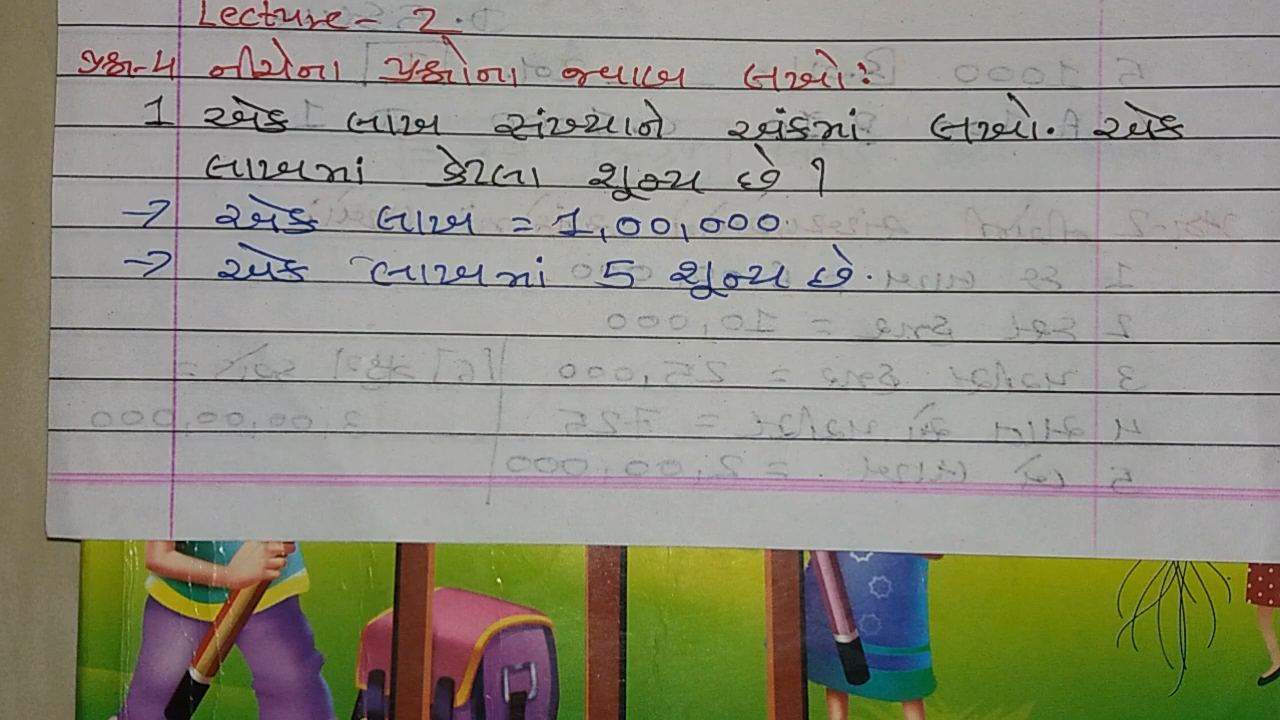 Lecture - 2.
પ્રશ્ન-4 નીચેના પ્રશ્નોના જવાબ લખો:
1 એક લાખ સંખ્યાને અંકમાં લખો. એક
લાખમાં કેટલા શૂન્ય છે ?
→ એક લાખ = 1,00,000.
→ એક લાખમાં 5 શૂન્ય છે.